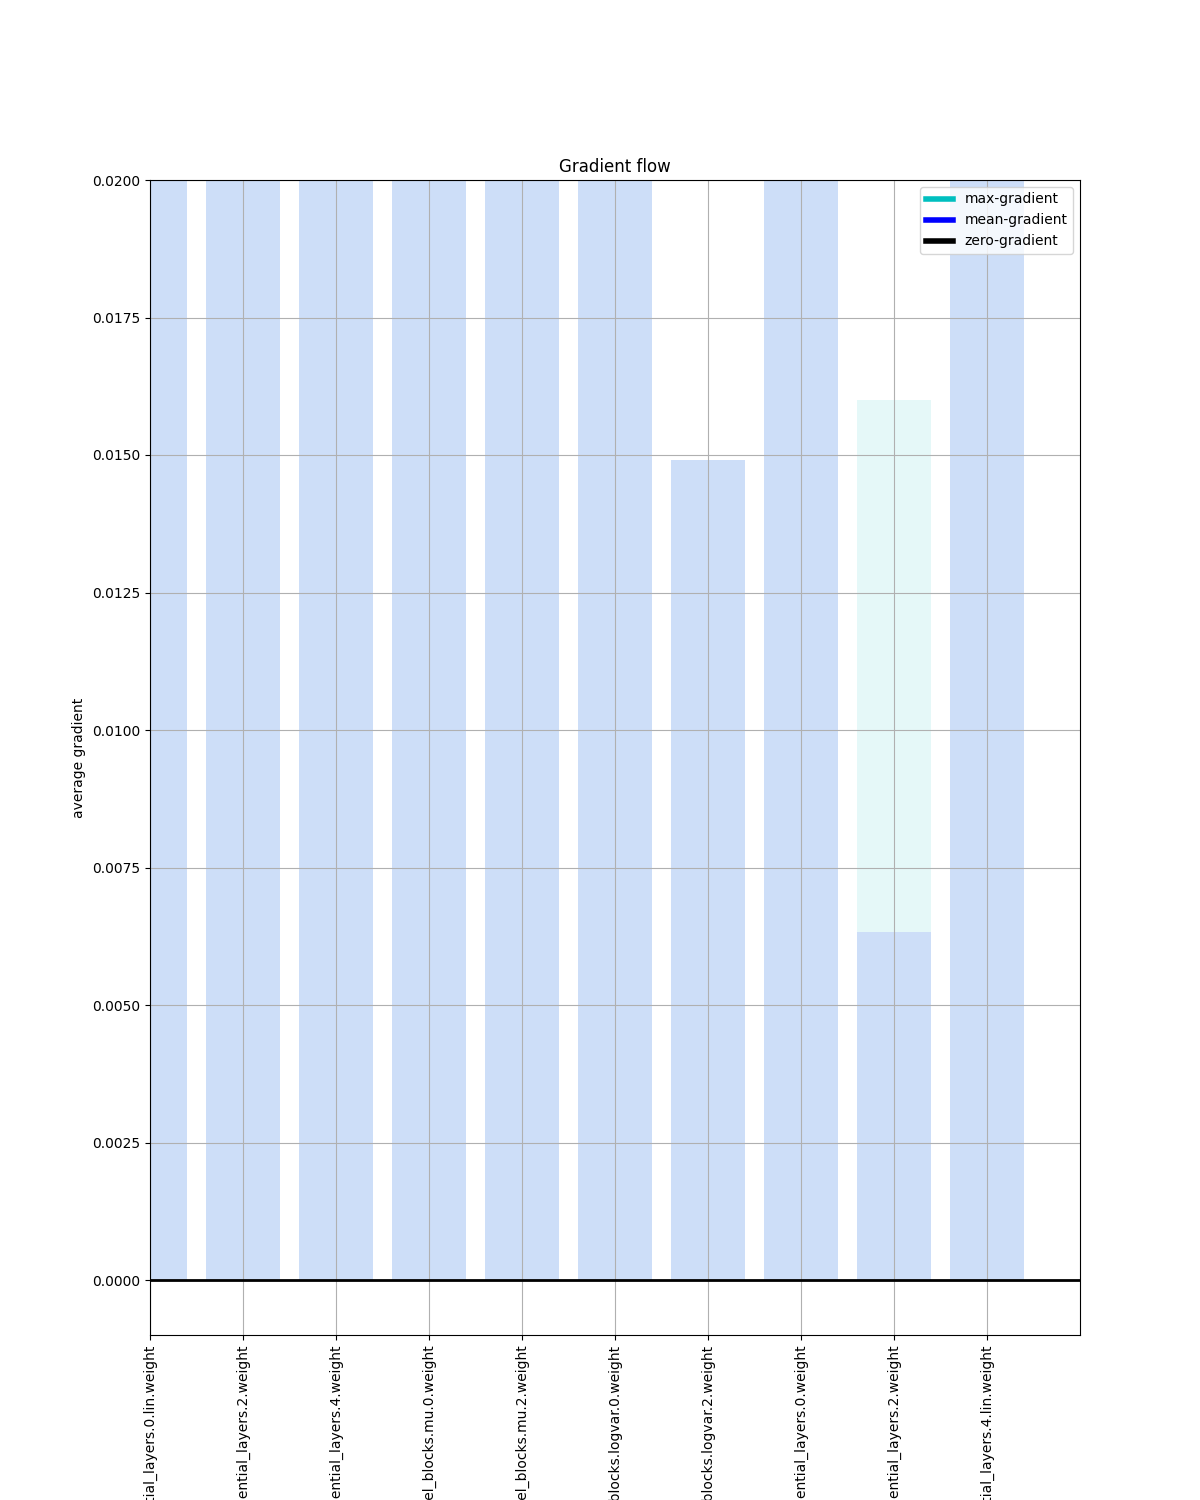 Gradient flow
max-gradient
mean-gradient
zero-gradient
0.0200
0.0175
0.0150
0.0125
0.0100
0.0075
0.0050
0.0025
0.0000
average gradient
tial_layers.0.lin.weight
ential_layers.2.weight
ential_layers.4.weight
el_blocks.mu.0.weight
el_blocks.mu.2.weight
blocks.logvar.0.weight
blocks.logvar.2.weight
ential_layers.0.weight
ential_layers.2.weight
tial_layers.4.lin.weight